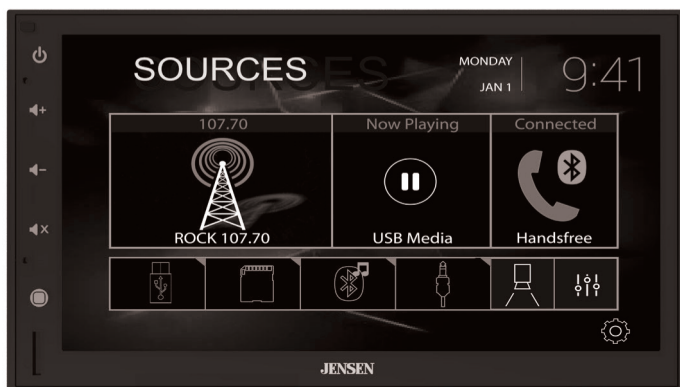 SOURCES
MONDAY
JAN 1
9:41
107.70
Now Playing
Connected
ROCK 107.70
USB Media
Handsfree
JENSEN